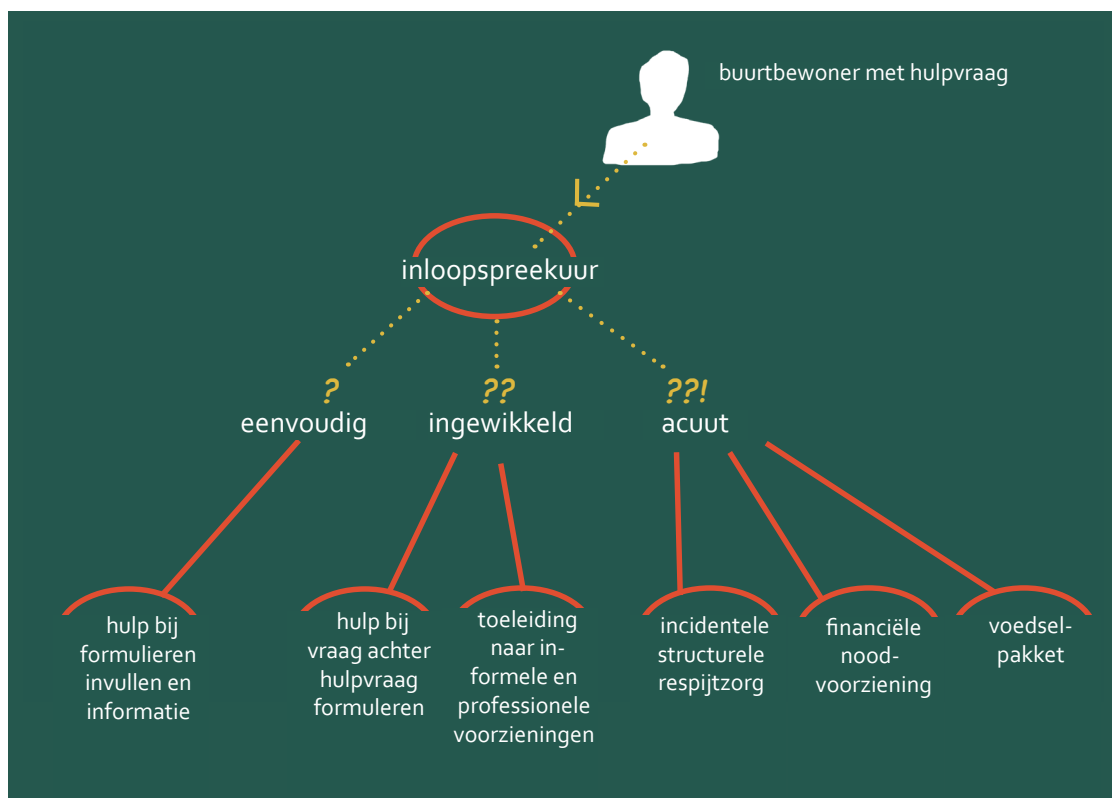 buurtbewoner met hulpvraag
inloopspreekuur
?
eenvoudig
??
ingewikkeld
??!
acuut
hulp bij
formulieren
invullen en
informatie
hulp bij
vraag achter
hulpvraag
formuleren
toeleiding
naar in-
formele en
professionele
voorzieningen
incidentele
structurele
respijtzorg
financiële
nood-
voorziening
voedsel-
pakket